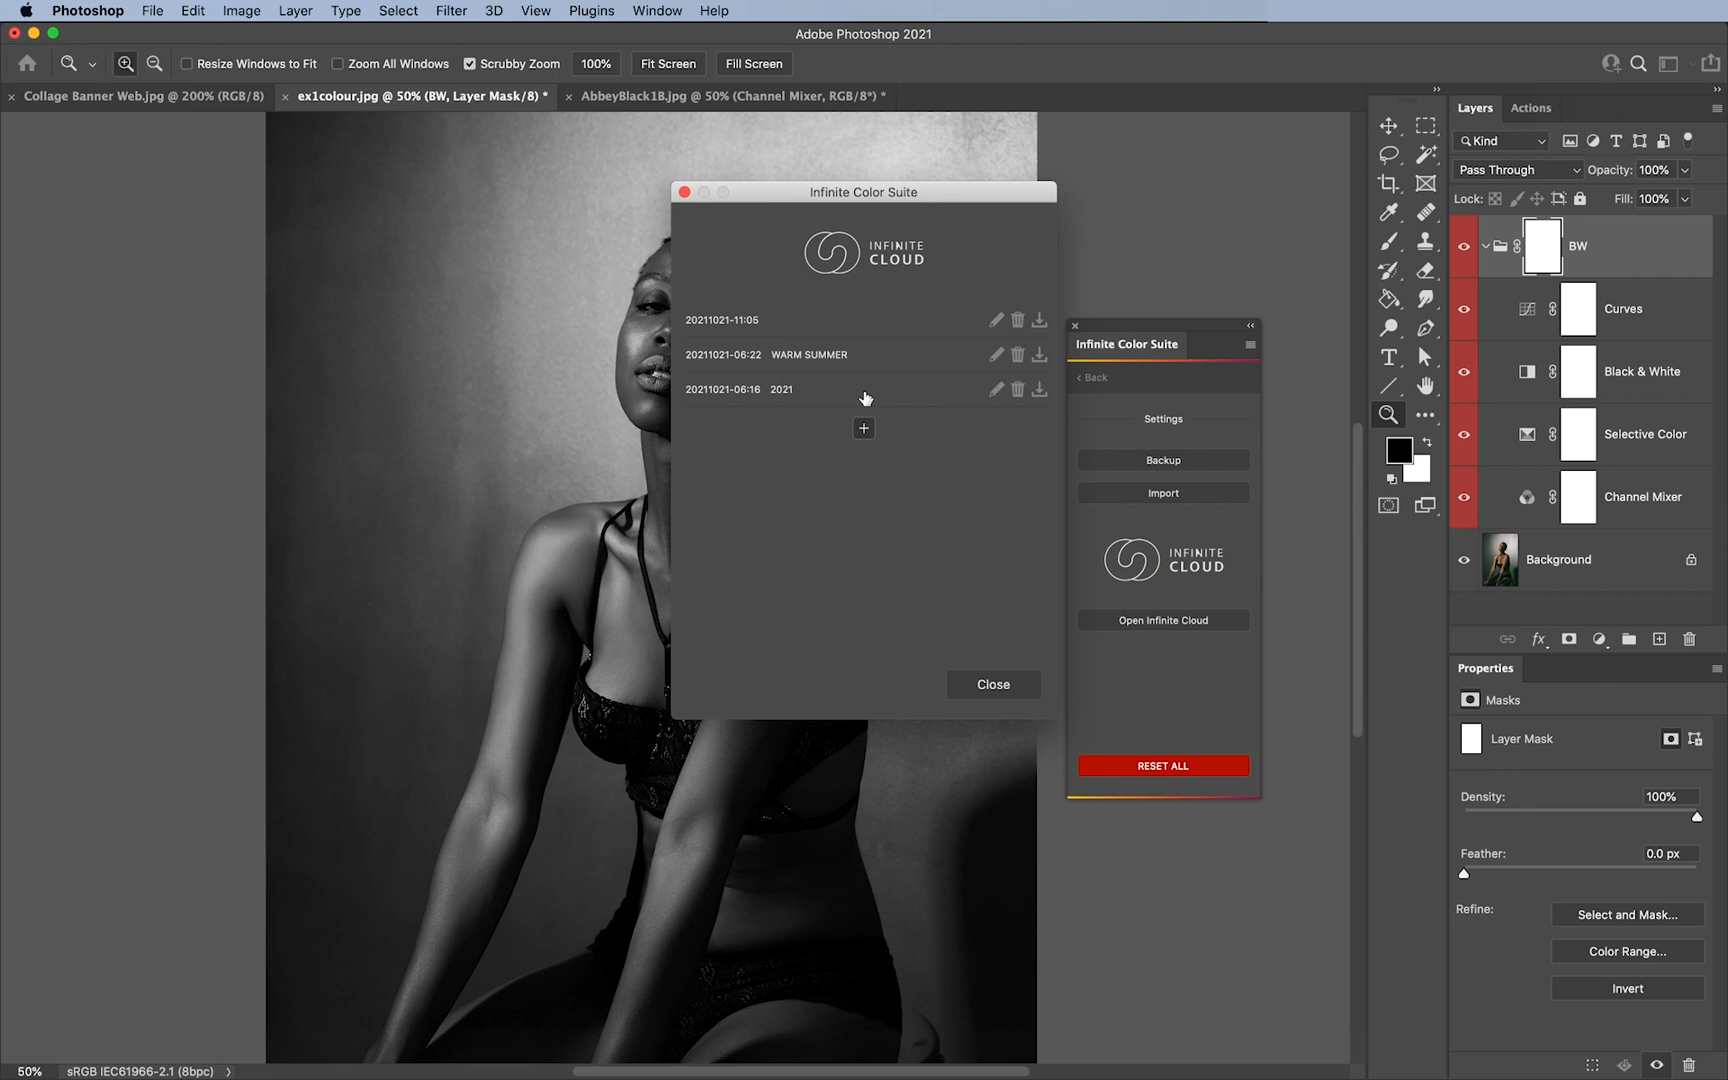 Photoshop File Edit Image Layer Type Select Filter 3D View Plugins Window Help
Adobe Photoshop 2021
Resize Windows to Fit Zoom All Windows Scrubby Zoom 100% Fit Screen Fill Screen
Collage Banner Web.jpg @ 200% (RGB/8) ex1colour.jpg @ 50% (BW, Layer Mask/8) * AbbeyBlack1B.jpg @ 50% (Channel Mixer, RGB/8*) *
Infinite Color Suite
INFINITE
CLOUD
20211021-11:05
20211021-06:22 WARM SUMMER
20211021-06:16 2021
+
Close
Infinite Color Suite
< Back
Settings
Backup
Import
INFINITE
CLOUD
Open Infinite Cloud
RESET ALL
Layers Actions
Kind
Pass Through Opacity: 100%
Lock: Fill: 100%
BW
Curves
Black & White
Selective Color
Channel Mixer
Background
fx
Properties
Masks
Layer Mask
Density: 100%
Feather: 0.0 px
Refine: Select and Mask...
Color Range...
Invert
50% sRGB IEC61966-2.1 (8bpc) >